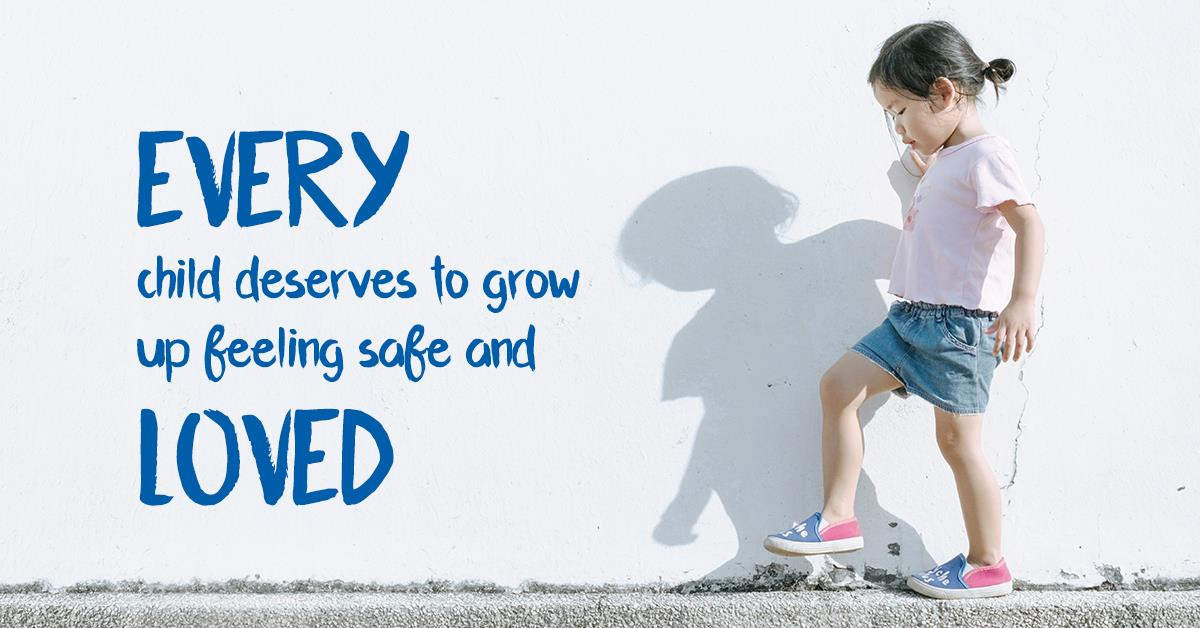 EVERY
child deserves to grow
up feeling safe and
LOVED